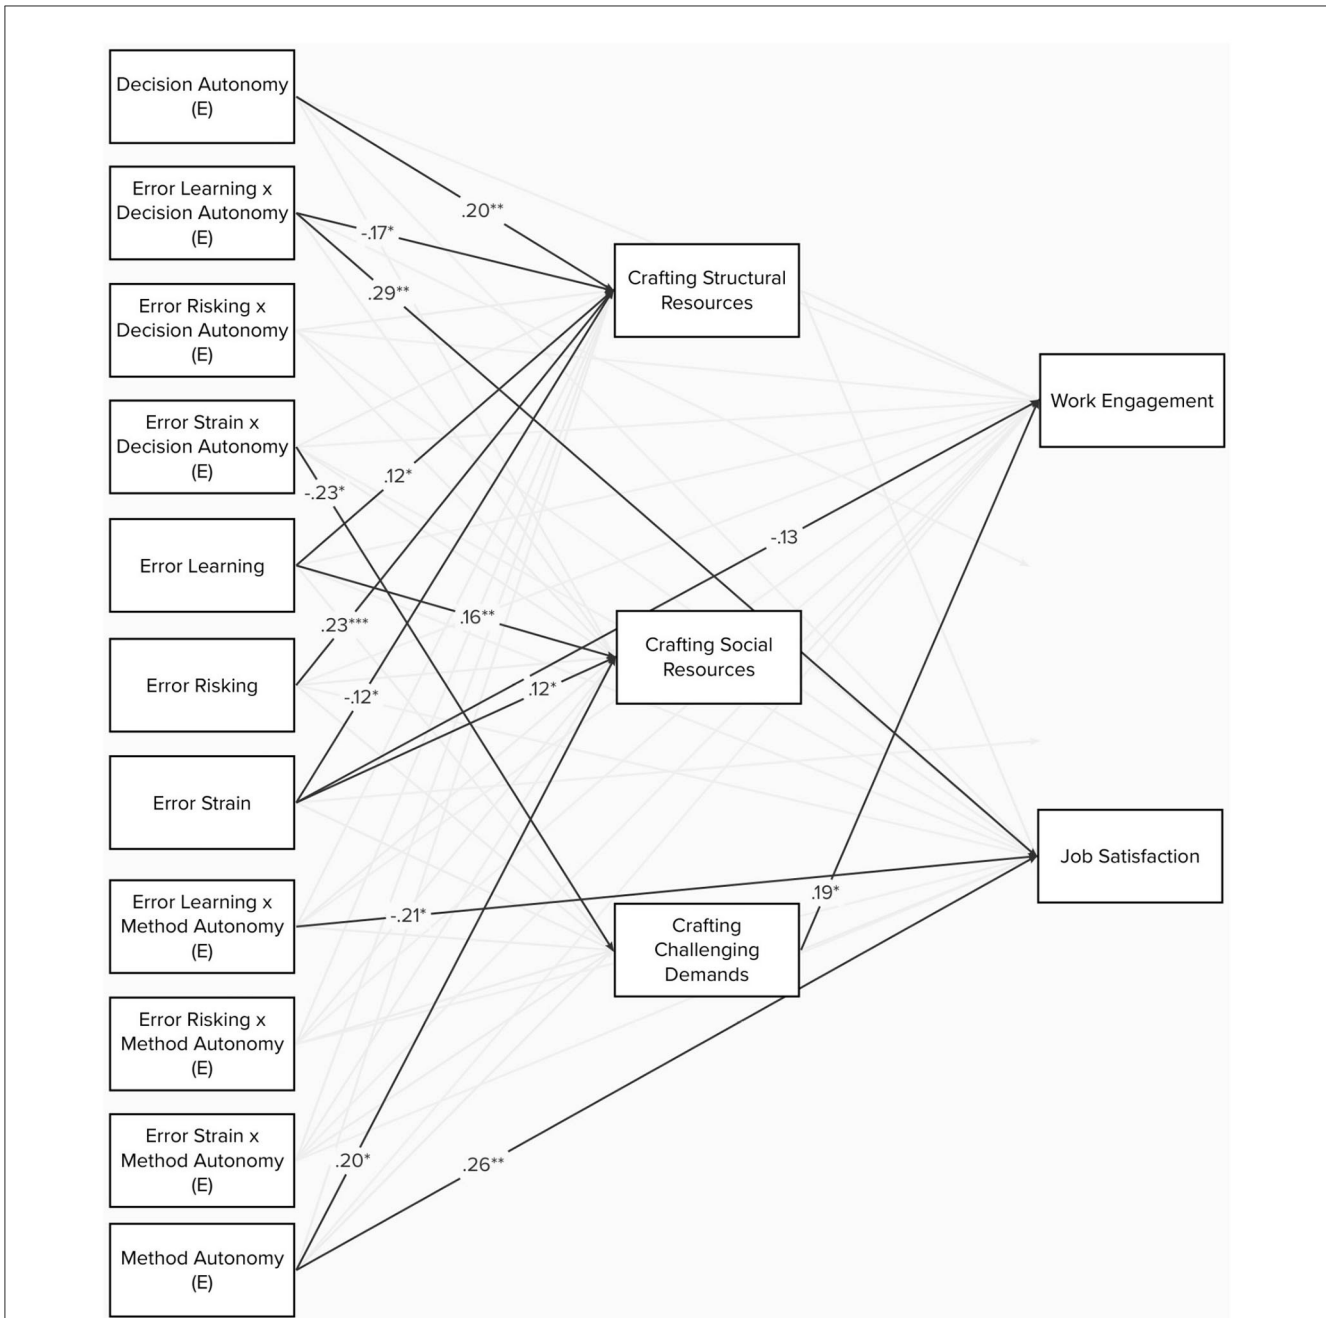 Decision Autonomy
(E)
Error Learning x
Decision Autonomy
(E)
Error Risking x
Decision Autonomy
(E)
Error Strain x
Decision Autonomy
(E)
Error Learning
Error Risking
Error Strain
Error Learning x
Method Autonomy
(E)
Error Risking x
Method Autonomy
(E)
Error Strain x
Method Autonomy
(E)
Method Autonomy
(E)
.20**
-.17*
.29**
.12*
-.23*
.16**
.23***
-.12*
.12*
-.13
-.21*
.19*
.20*
.26**
Crafting Structural
Resources
Crafting Social
Resources
Crafting
Challenging
Demands
Work Engagement
Job Satisfaction